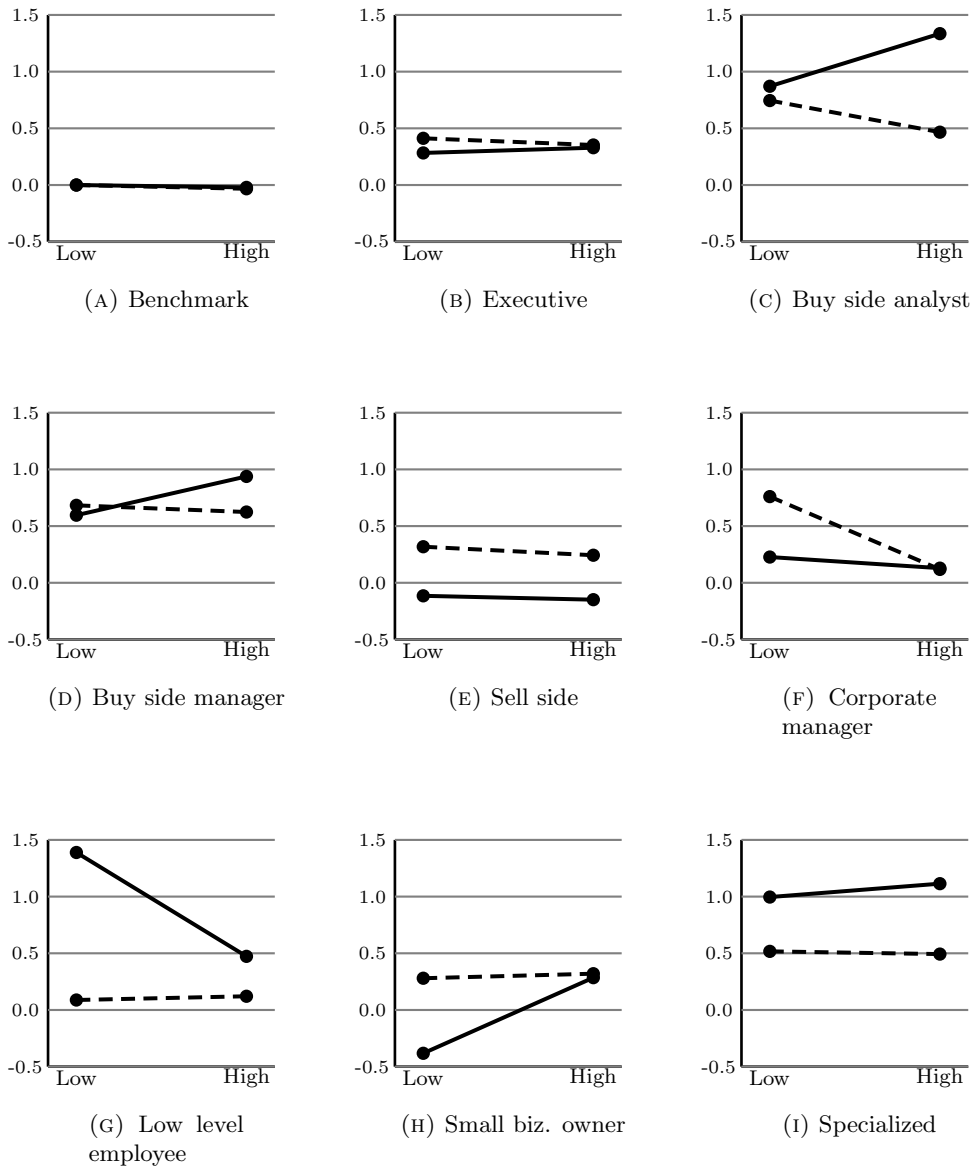 1.5
1.0
0.5
0.0
-0.5
Low High
(A) Benchmark
1.5
1.0
0.5
0.0
-0.5
Low High
(B) Executive
1.5
1.0
0.5
0.0
-0.5
Low High
(C) Buy side analyst
1.5
1.0
0.5
0.0
-0.5
Low High
(D) Buy side manager
1.5
1.0
0.5
0.0
-0.5
Low High
(E) Sell side
1.5
1.0
0.5
0.0
-0.5
Low High
(F) Corporate
manager
1.5
1.0
0.5
0.0
-0.5
Low High
(G) Low level
employee
1.5
1.0
0.5
0.0
-0.5
Low High
(H) Small biz. owner
1.5
1.0
0.5
0.0
-0.5
Low High
(I) Specialized